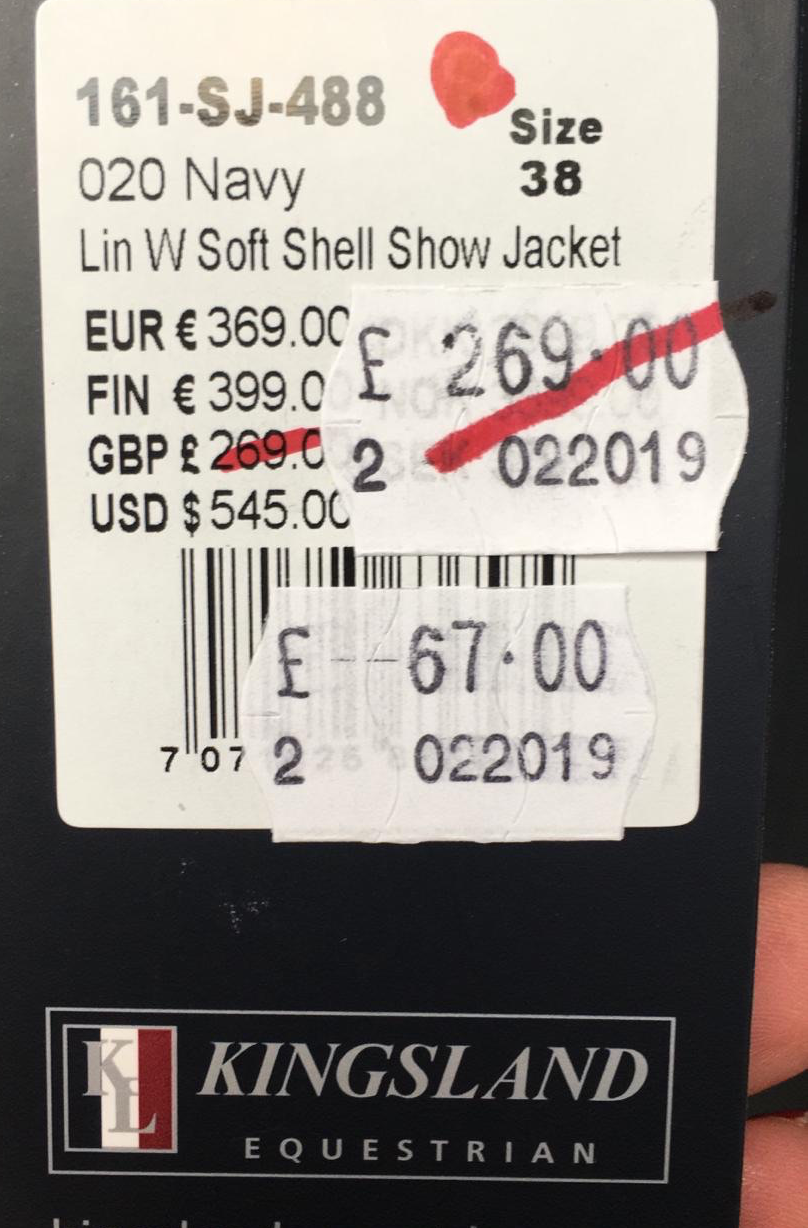 161-SJ-488
Size
38
020 Navy
Lin W Soft Shell Show Jacket
EUR € 369.00
FIN € 399.0
GBP £ 269.0
USD $ 545.00
£ 269.00
2 022019
£ 67.00
2 022019
7 07
KL
KINGSLAND
EQUESTRIAN